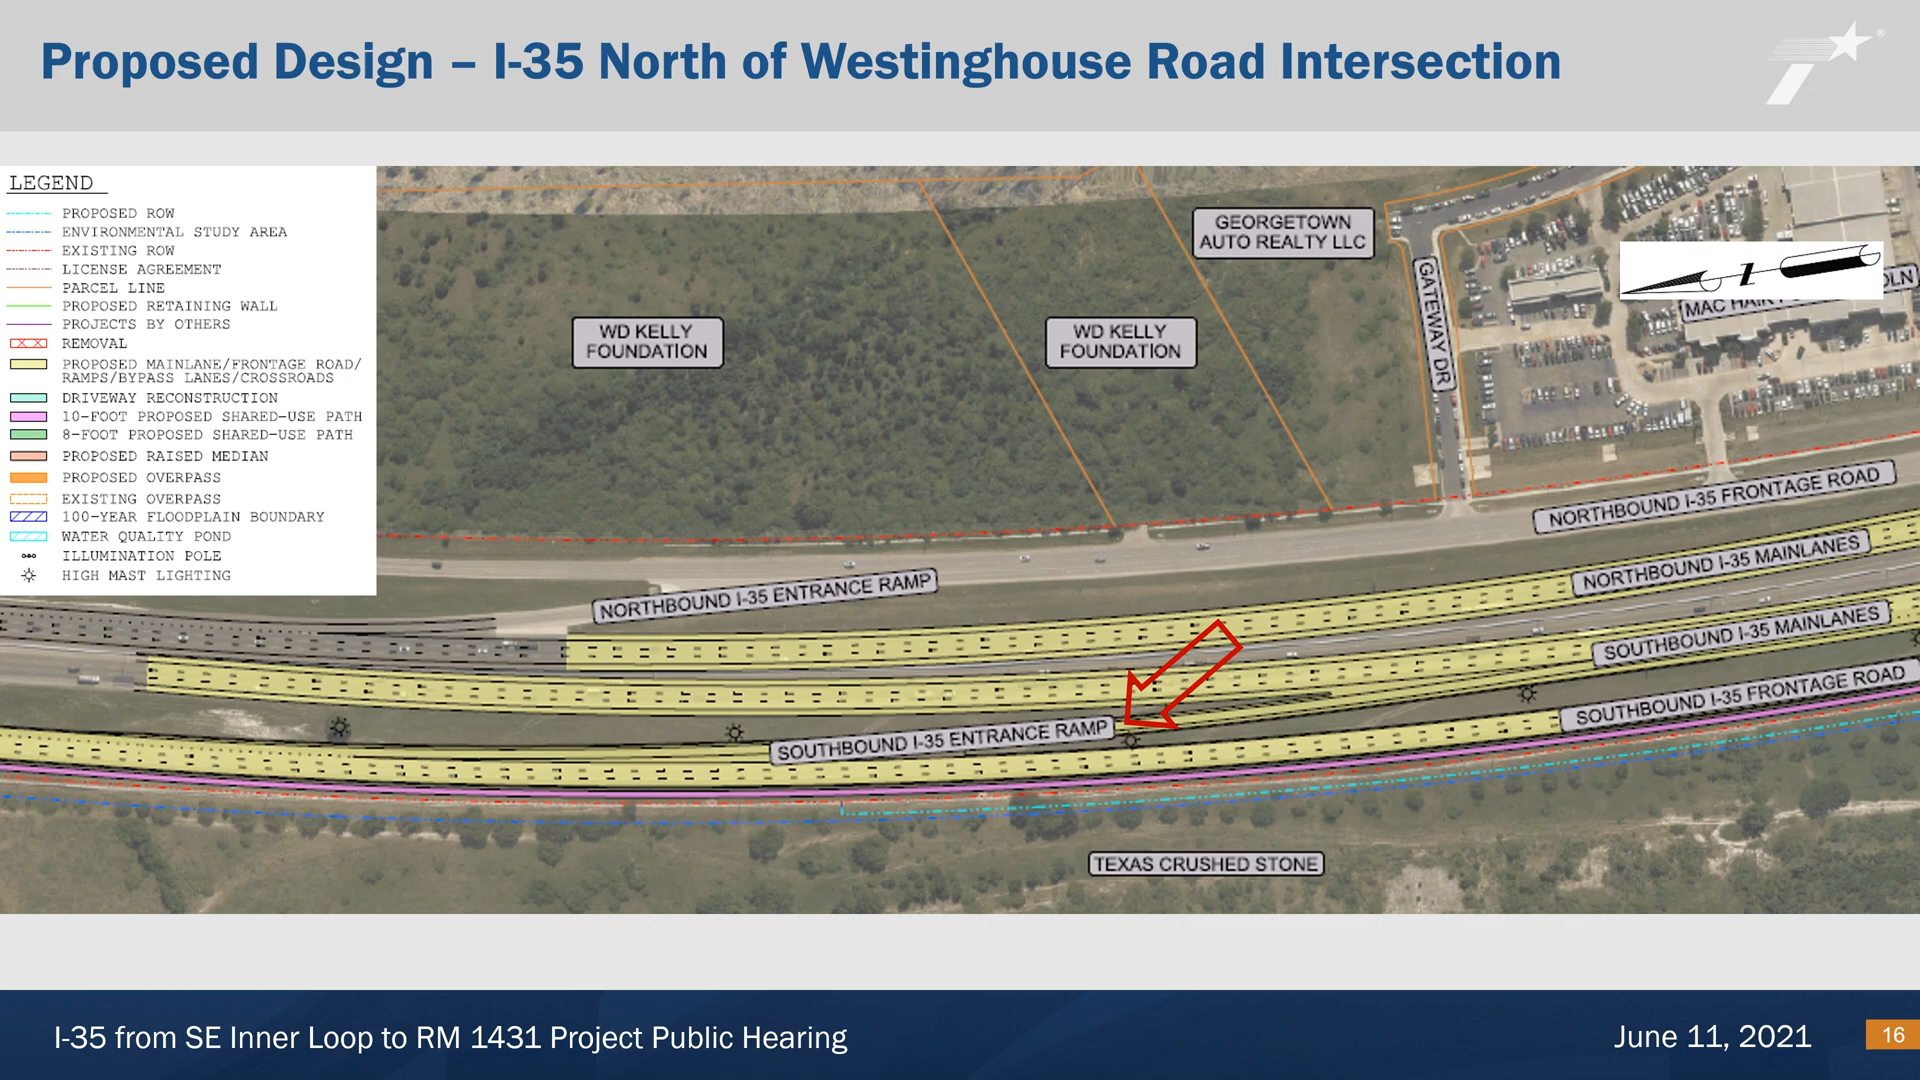 Proposed Design – I-35 North of Westinghouse Road Intersection
®
LEGEND
PROPOSED ROW
ENVIRONMENTAL STUDY AREA
EXISTING ROW
LICENSE AGREEMENT
PARCEL LINE
PROPOSED RETAINING WALL
PROJECTS BY OTHERS
REMOVAL
PROPOSED MAINLANE/FRONTAGE ROAD/
RAMPS/BYPASS LANES/CROSSROADS
DRIVEWAY RECONSTRUCTION
10-FOOT PROPOSED SHARED-USE PATH
8-FOOT PROPOSED SHARED-USE PATH
PROPOSED RAISED MEDIAN
PROPOSED OVERPASS
EXISTING OVERPASS
100-YEAR FLOODPLAIN BOUNDARY
WATER QUALITY POND
ILLUMINATION POLE
HIGH MAST LIGHTING
GEORGETOWN
AUTO REALTY LLC
WD KELLY
FOUNDATION
WD KELLY
FOUNDATION
GATEWAY DR
Z
MAC HAIK
NORTHBOUND I-35 FRONTAGE ROAD
NORTHBOUND I-35 MAINLANES
NORTHBOUND I-35 ENTRANCE RAMP
SOUTHBOUND I-35 MAINLANES
SOUTHBOUND I-35 FRONTAGE ROAD
SOUTHBOUND I-35 ENTRANCE RAMP
TEXAS CRUSHED STONE
I-35 from SE Inner Loop to RM 1431 Project Public Hearing
June 11, 2021
16